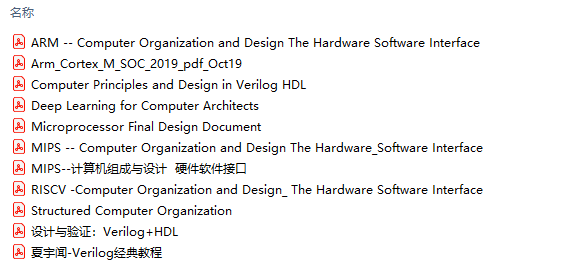 名称
ARM -- Computer Organization and Design The Hardware Software Interface
Arm_Cortex_M_SOC_2019_pdf_Oct19
Computer Principles and Design in Verilog HDL
Deep Learning for Computer Architects
Microprocessor Final Design Document
MIPS -- Computer Organization and Design The Hardware_Software Interface
MIPS--计算机组成与设计  硬件软件接口
RISCV -Computer Organization and Design_ The Hardware Software Interface
Structured Computer Organization
设计与验证：Verilog+HDL
夏宇闻-Verilog经典教程